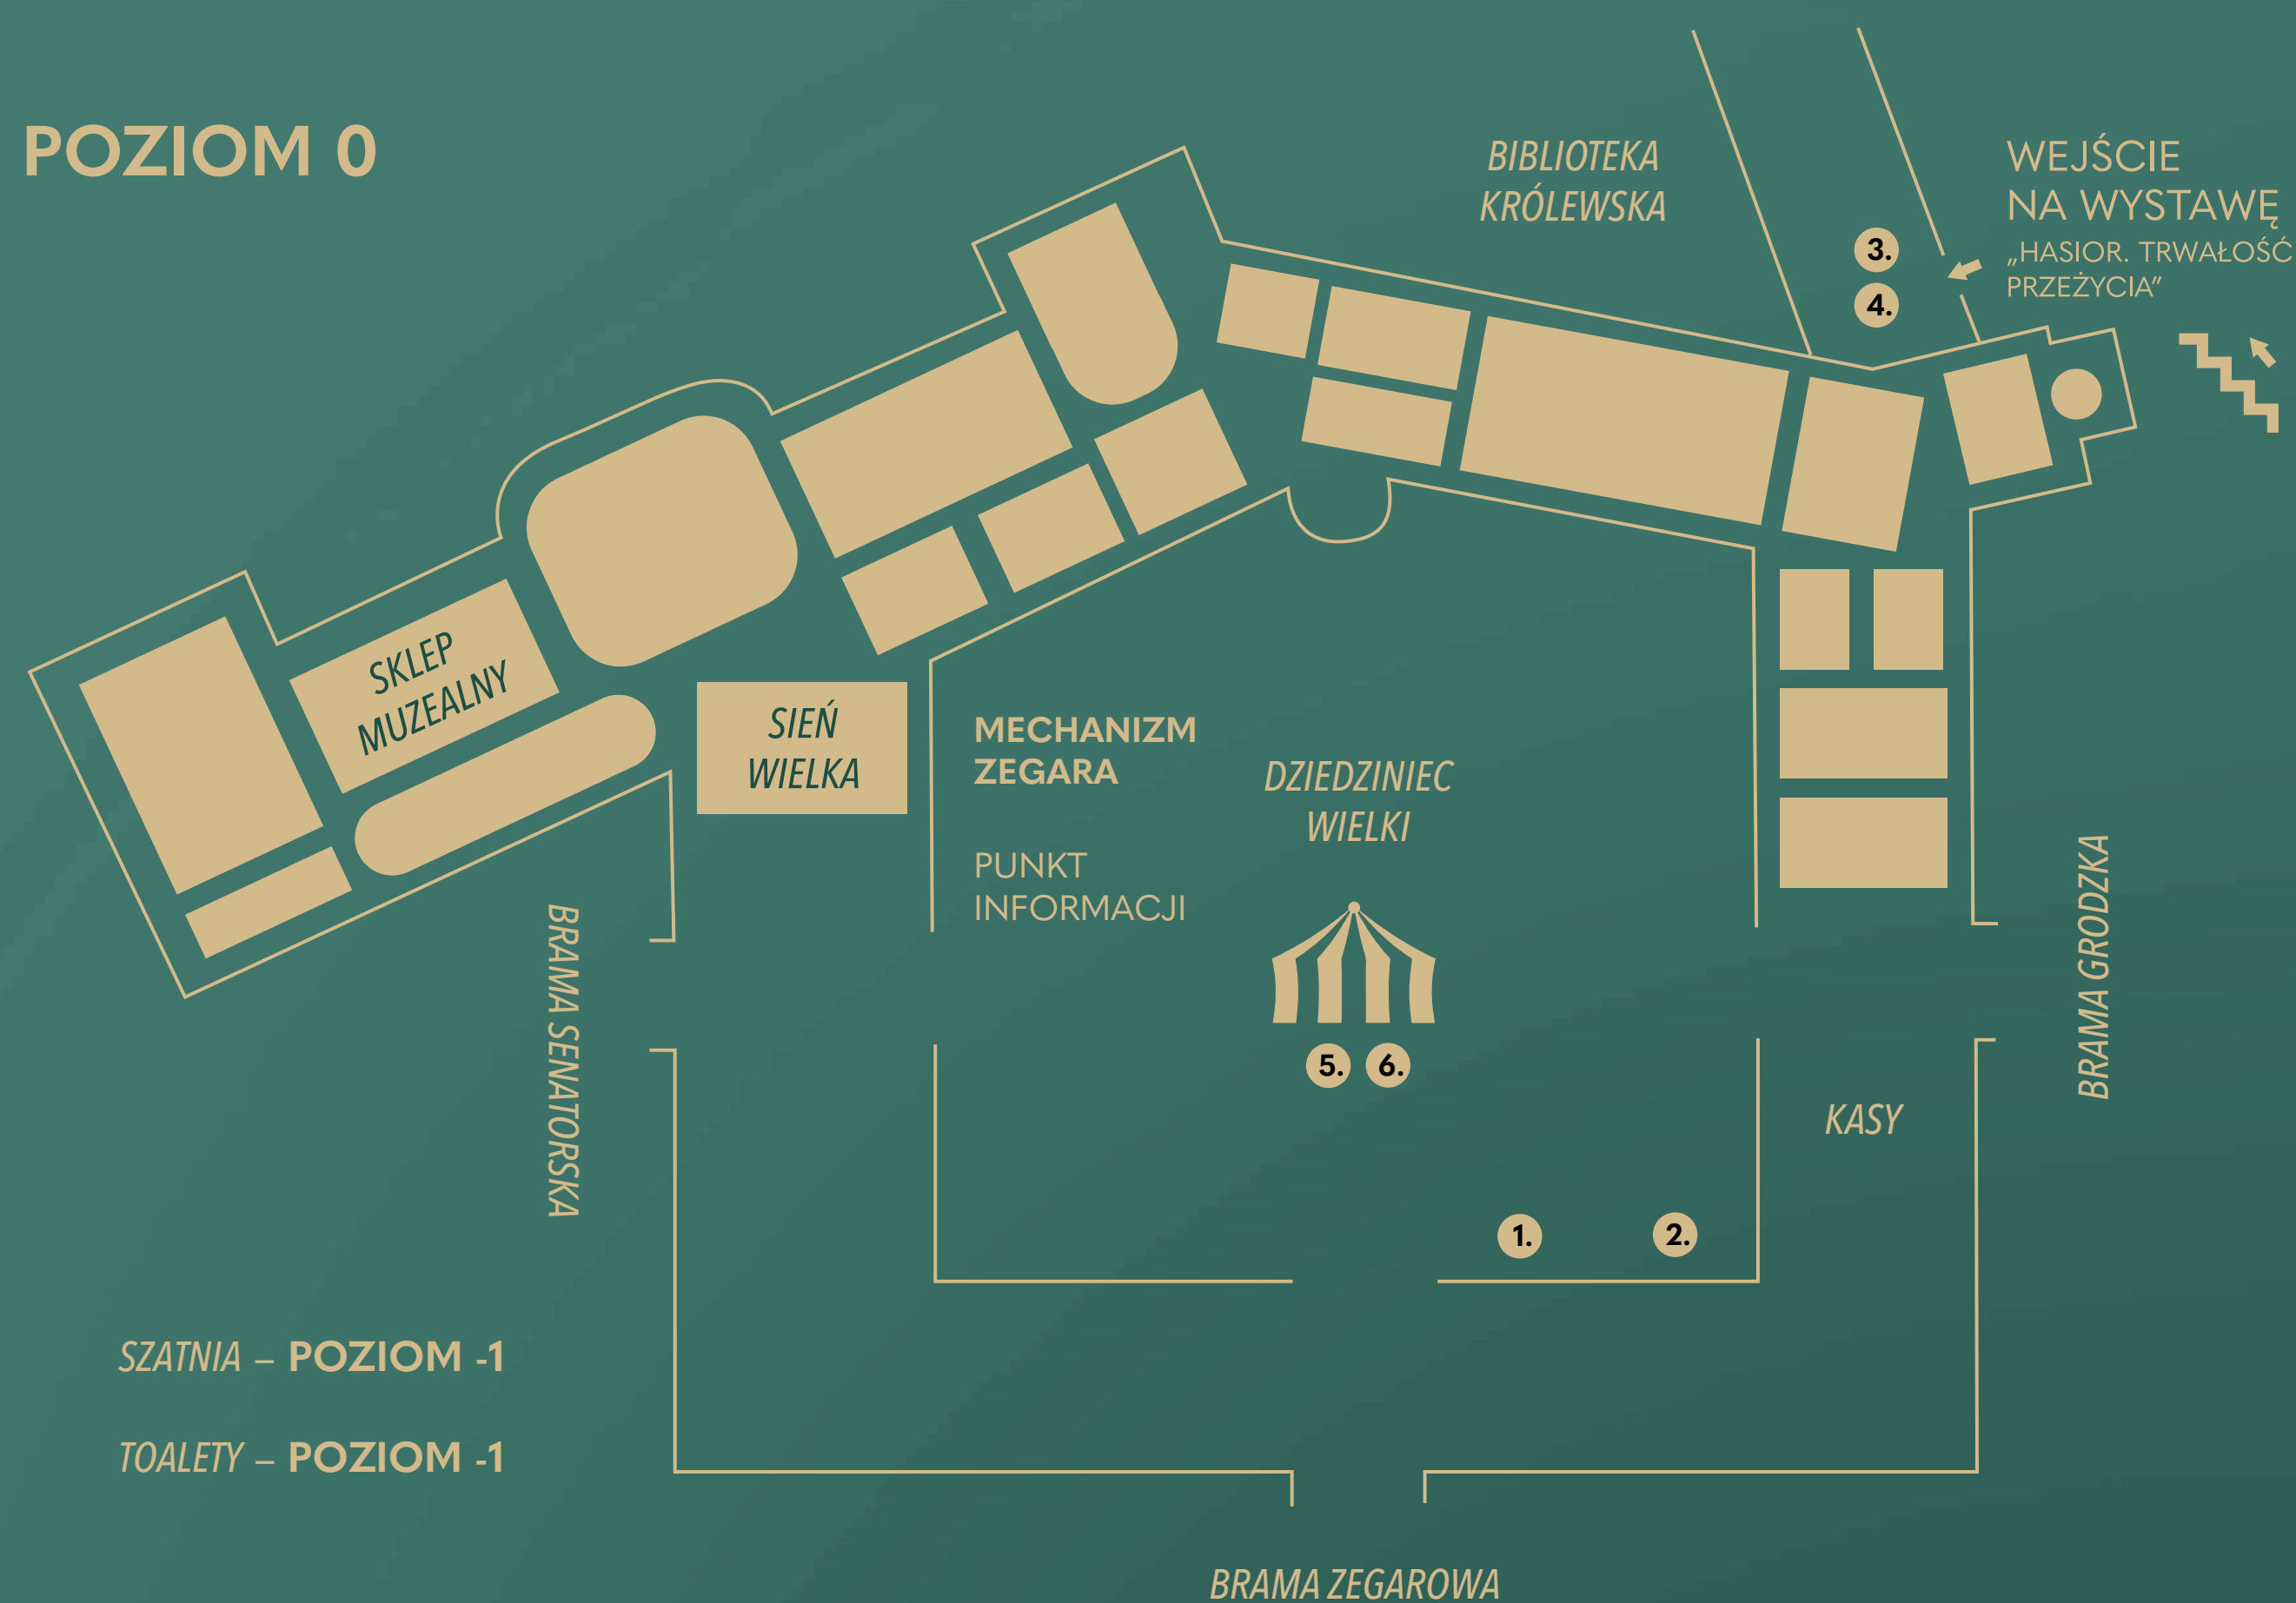 POZIOM 0
BIBLIOTEKA
KRÓLEWSKA
WEJŚCIE
NA WYSTAWĘ
„HASIOR. TRWAŁOŚĆ
PRZEŻYCIA”
3.
4.
SKLEP
MUZEALNY
SIEŃ
WIELKA
MECHANIZM
ZEGARA
PUNKT
INFORMACJI
DZIEDZINIEC
WIELKI
5. 6.
BRAMA SENATORSKA
BRAMA GRODZKA
KASY
1. 2.
SZATNIA – POZIOM -1
TOALETY – POZIOM -1
BRAMA ZEGAROWA